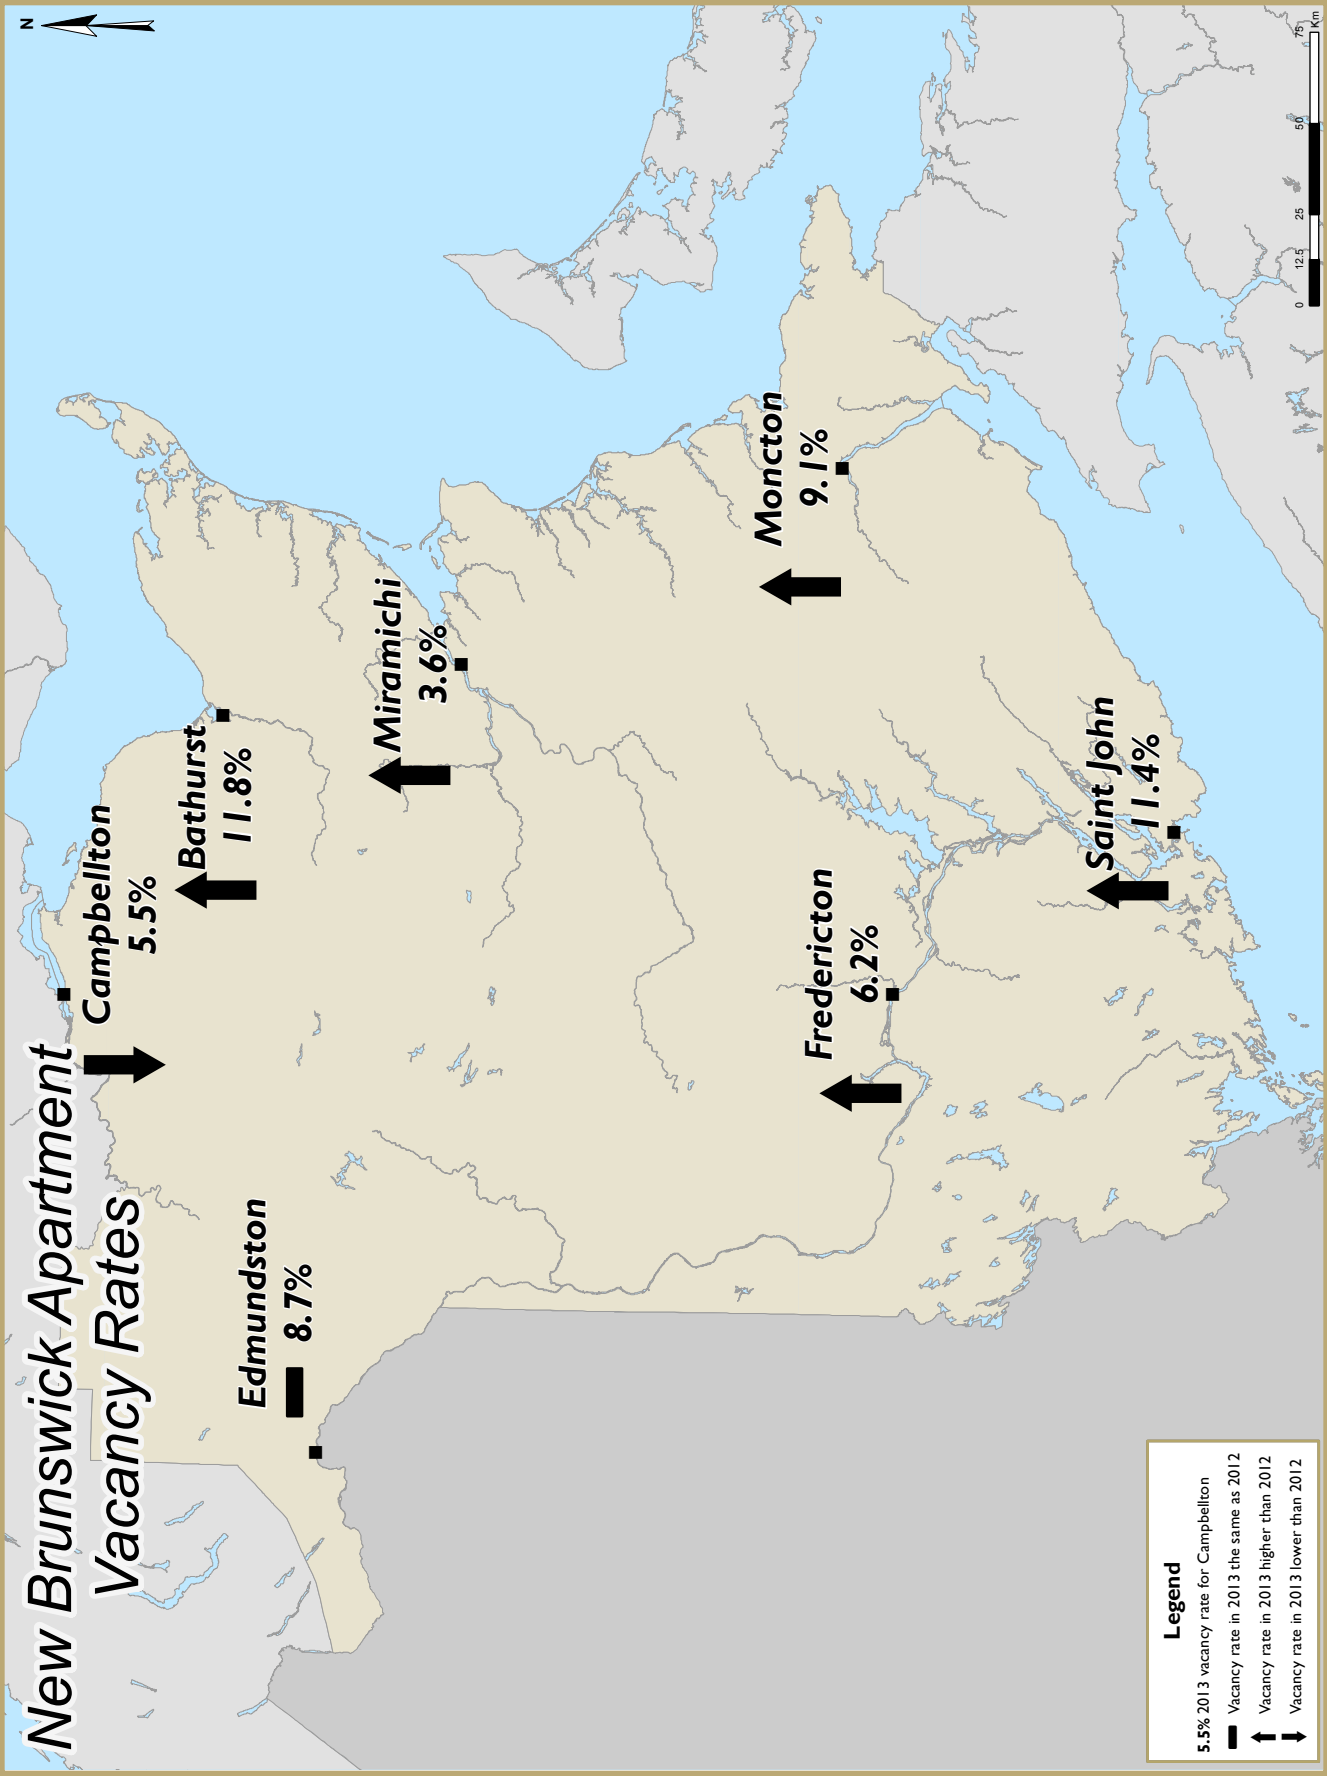 New Brunswick Apartment
Vacancy Rates
N
Campbellton
5.5%
Bathurst
11.8%
Edmundston
8.7%
Miramichi
3.6%
Moncton
9.1%
Fredericton
6.2%
Saint John
11.4%
Legend
5.5% 2013 vacancy rate for Campbellton
Vacancy rate in 2013 the same as 2012
Vacancy rate in 2013 higher than 2012
Vacancy rate in 2013 lower than 2012
0 12.5 25 50 75
Km